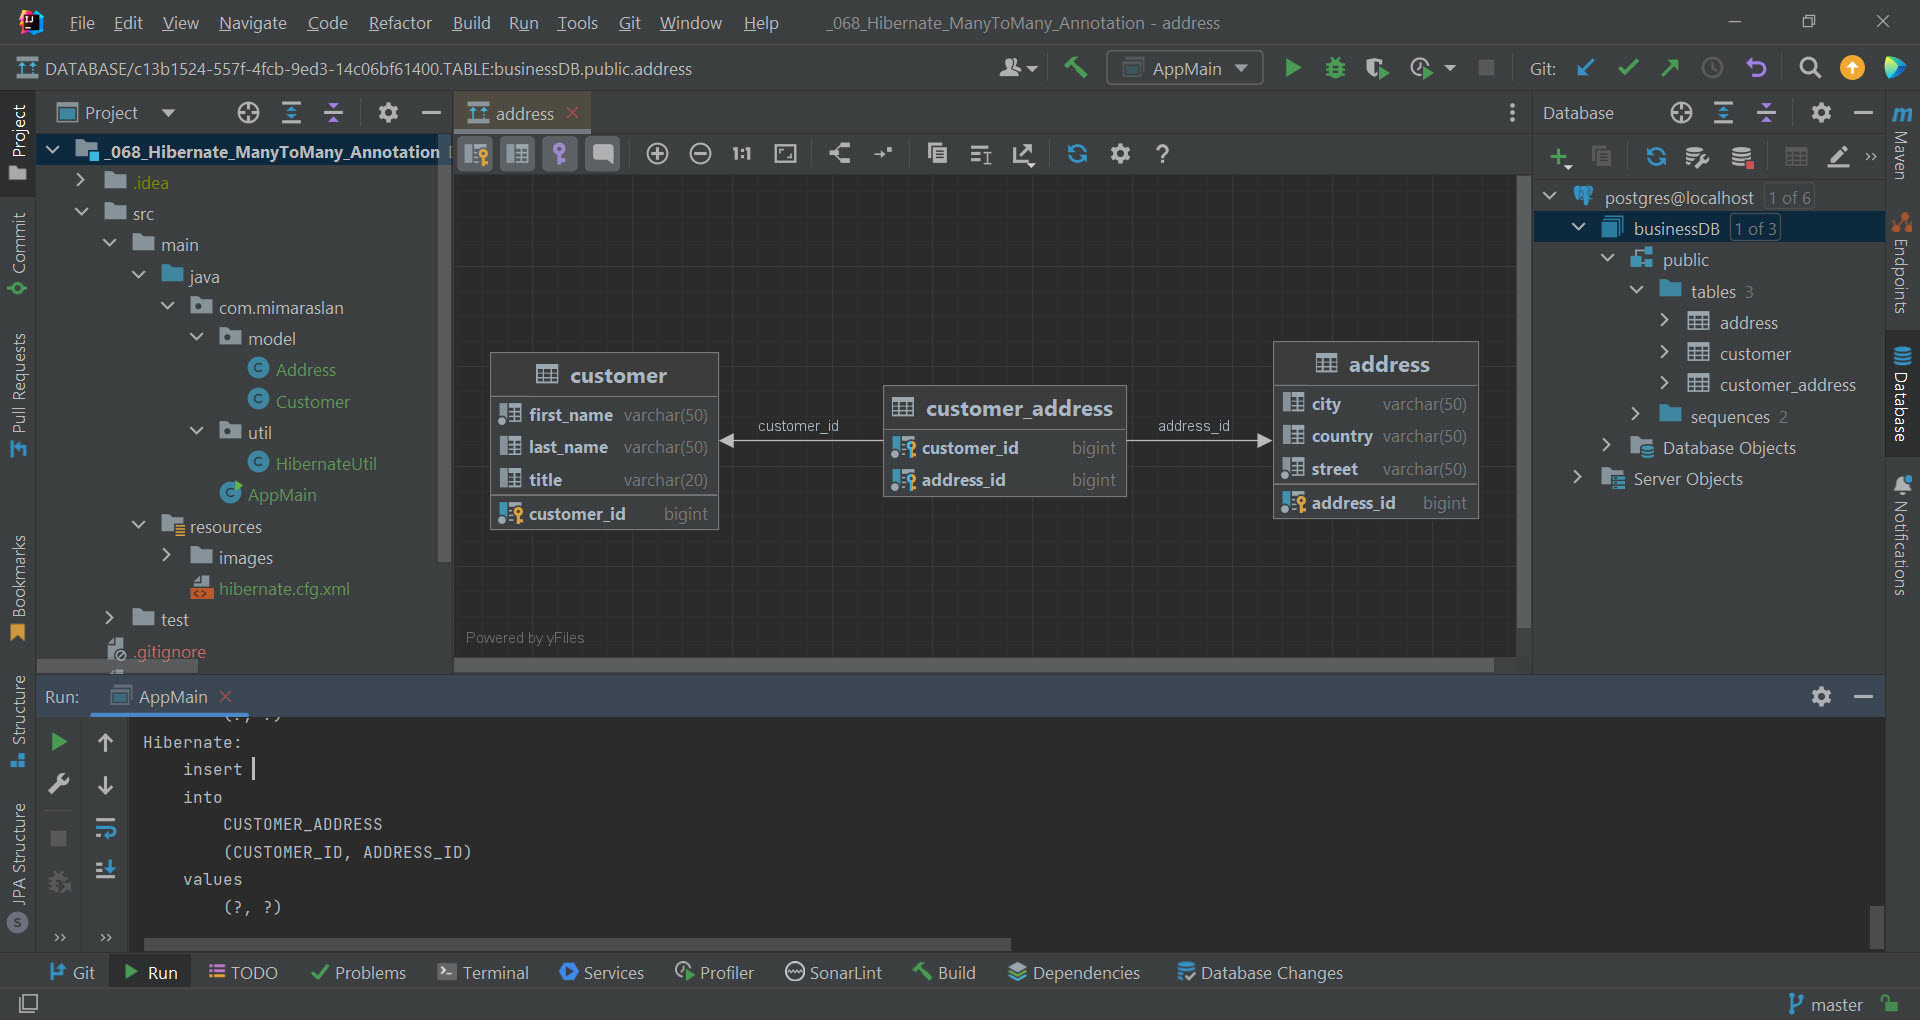 File Edit View Navigate Code Refactor Build Run Tools Git Window Help _068_Hibernate_ManyToMany_Annotation - address
DATABASE/c13b1524-557f-4fcb-9ed3-14c06bf61400.TABLE:businessDB.public.address
AppMain
Git:
Project
Project
_068_Hibernate_ManyToMany_Annotation
.idea
src
main
java
com.mimaraslan
model
Address
Customer
util
HibernateUtil
AppMain
resources
images
hibernate.cfg.xml
test
.gitignore
Commit
Pull Requests
Bookmarks
Structure
JPA Structure
address
1:1
customer
first_name varchar(50)
last_name varchar(50)
title varchar(20)
customer_id bigint
customer_id
customer_address
customer_id bigint
address_id bigint
address_id
address
city varchar(50)
country varchar(50)
street varchar(50)
address_id bigint
Powered by yFiles
Database
postgres@localhost 1 of 6
businessDB 1 of 3
public
tables 3
address
customer
customer_address
sequences 2
Database Objects
Server Objects
Maven
Endpoints
Database
Notifications
Run: AppMain
(?, ?)
Hibernate:
insert
into
CUSTOMER_ADDRESS
(CUSTOMER_ID, ADDRESS_ID)
values
(?, ?)
Git Run TODO Problems Terminal Services Profiler SonarLint Build Dependencies Database Changes
master